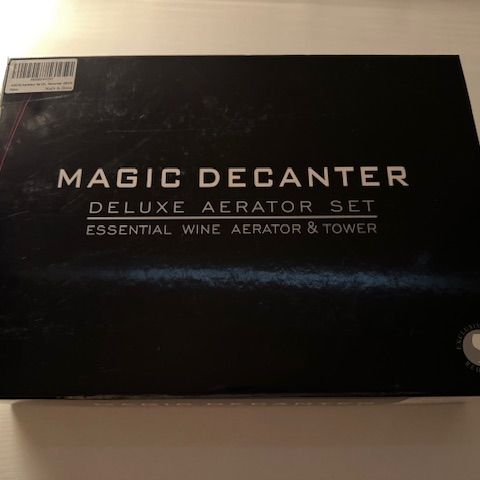 MAGIC DECANTER
DELUXE AERATOR SET
ESSENTIAL WINE AERATOR & TOWER